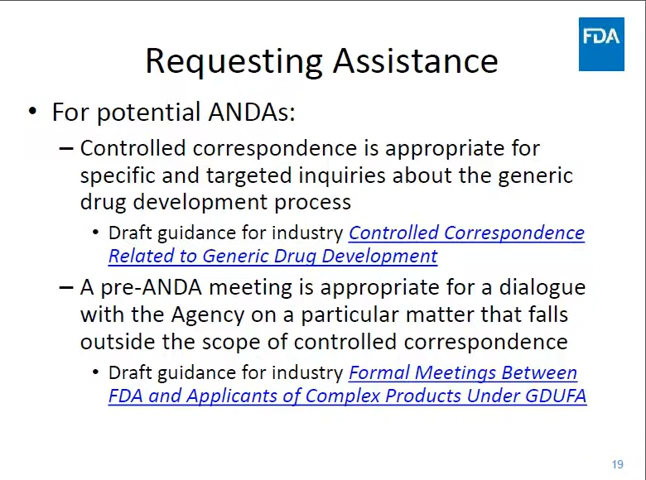 FDA
Requesting Assistance
• For potential ANDAs:
– Controlled correspondence is appropriate for
specific and targeted inquiries about the generic
drug development process
• Draft guidance for industry Controlled Correspondence
Related to Generic Drug Development
– A pre-ANDA meeting is appropriate for a dialogue
with the Agency on a particular matter that falls
outside the scope of controlled correspondence
• Draft guidance for industry Formal Meetings Between
FDA and Applicants of Complex Products Under GDUFA
19